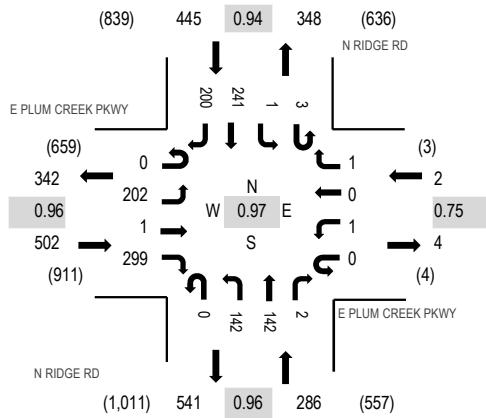 (839) 445 0.94 348 (636)
N RIDGE RD
E PLUM CREEK PKWY
200 241 1 3
(659)
342
0.96
502
(911)
0
202
1
299
N
W 0.97 E
S
1
0
1
0
(3)
2
0.75
4
(4)
0 142 142 2
E PLUM CREEK PKWY
N RIDGE RD
(1,011) 541 0.96 286 (557)